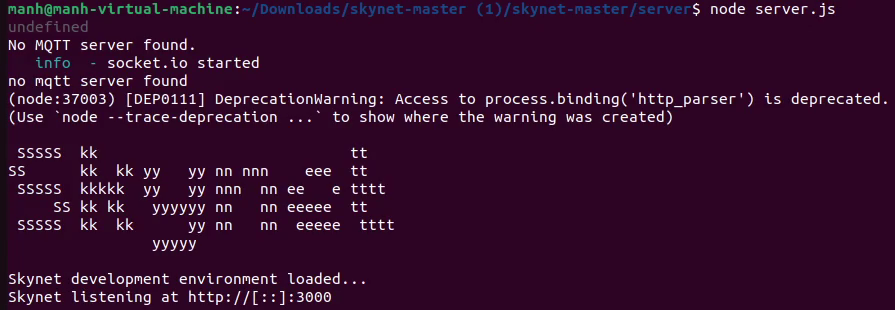 manh@manh-virtual-machine:~/Downloads/skynet-master (1)/skynet-master/server$ node server.js
undefined
No MQTT server found.
   info  - socket.io started
no mqtt server found
(node:37003) [DEP0111] DeprecationWarning: Access to process.binding('http_parser') is deprecated.
(Use `node --trace-deprecation ...` to show where the warning was created)

 SSSSS  kk                            tt
SS      kk  kk yy   yy nn nnn    eee  tt
 SSSSS  kkkkk  yy   yy nnn  nn ee   e tttt
     SS kk kk   yyyyyy nn   nn eeeee  tt
 SSSSS  kk  kk      yy nn   nn  eeeee  tttt
                yyyyy

Skynet development environment loaded...
Skynet listening at http://[::]:3000